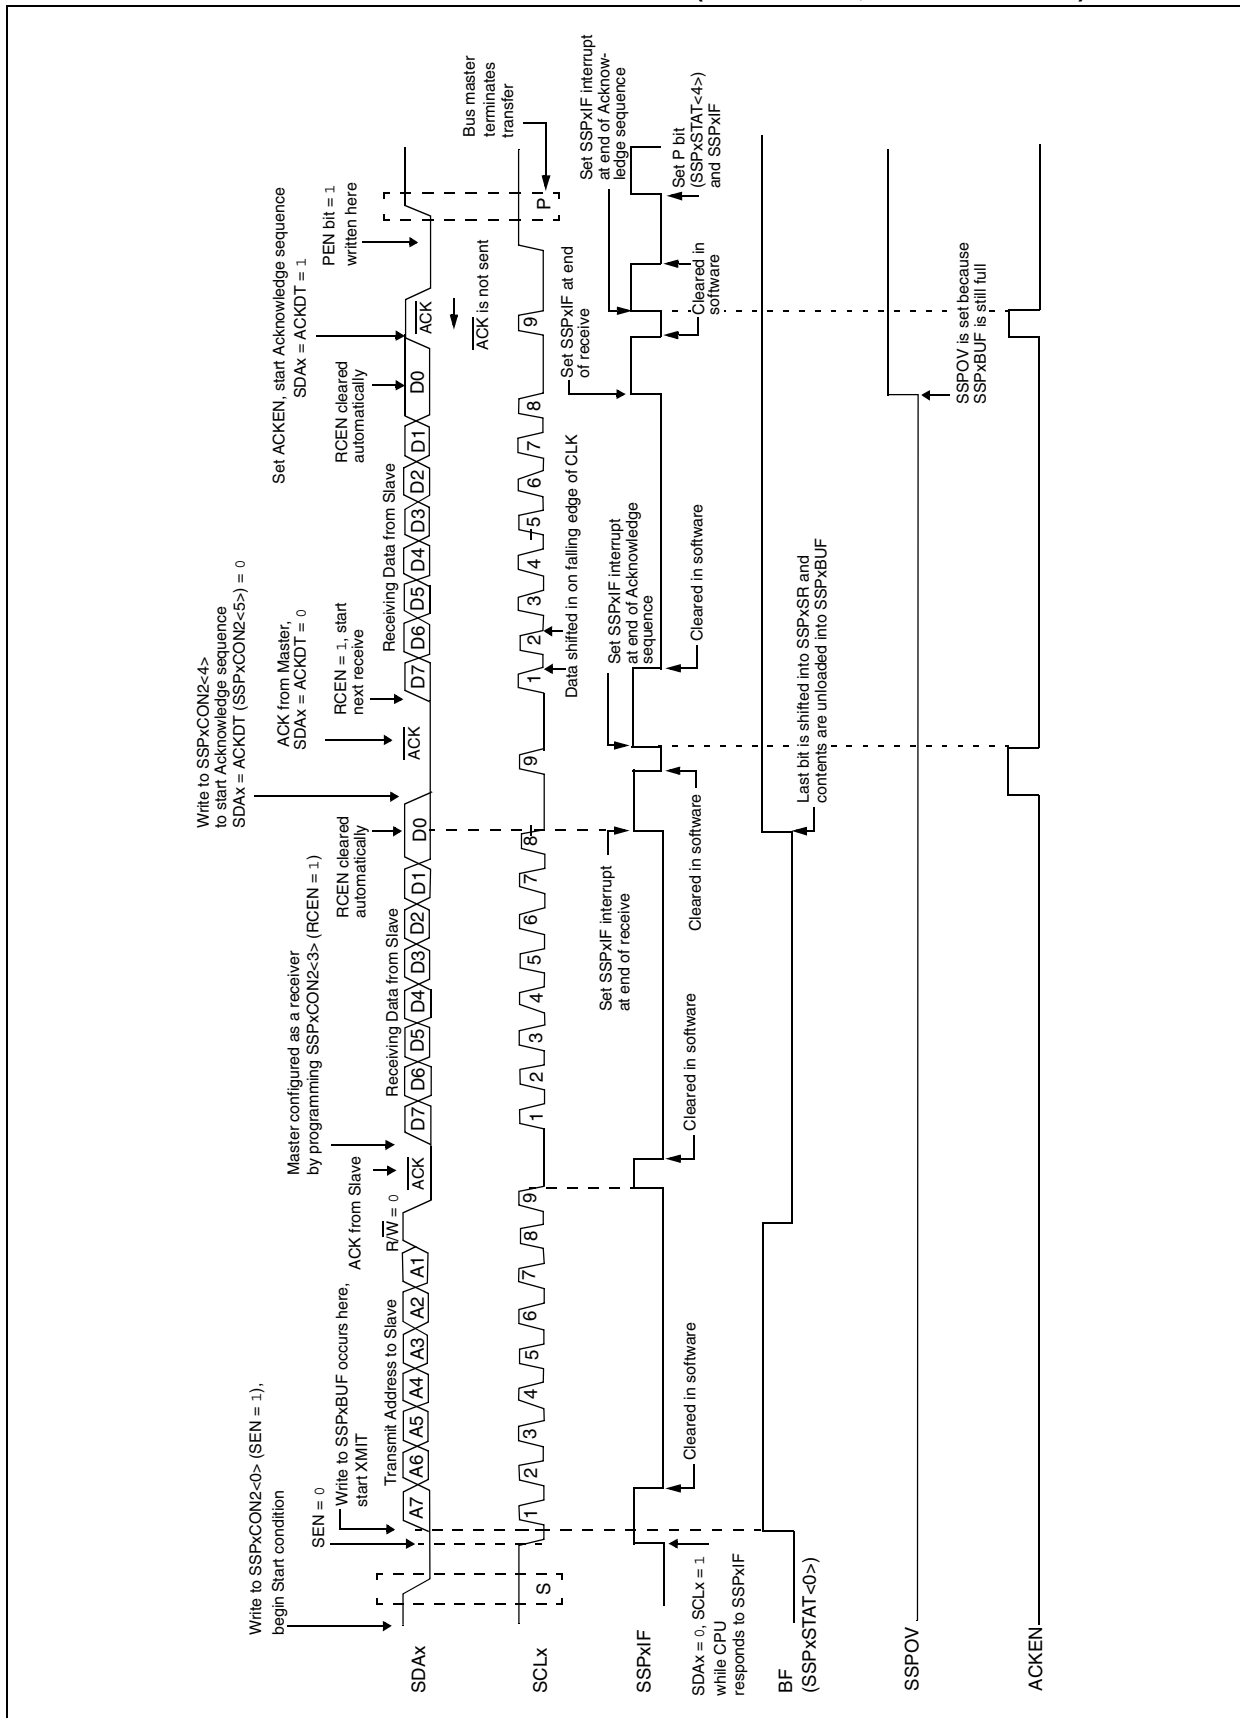 Write to SSPxCON2<0> (SEN = 1),
begin Start condition
SEN = 0
Write to SSPxBUF occurs here,
start XMIT
Transmit Address to Slave
ACK from Slave
R/W = 0
Master configured as a receiver
by programming SSPxCON2<3> (RCEN = 1)
Receiving Data from Slave
RCEN cleared
automatically
Write to SSPxCON2<4>
to start Acknowledge sequence
SDAx = ACKDT (SSPxCON2<5>) = 0
ACK from Master,
SDAx = ACKDT = 0
RCEN = 1, start
next receive
Receiving Data from Slave
RCEN cleared
automatically
Set ACKEN, start Acknowledge sequence
SDAx = ACKDT = 1
PEN bit = 1
written here
SDAx
A7 A6 A5 A4 A3 A2 A1
ACK
D7 D6 D5 D4 D3 D2 D1 D0
ACK
D7 D6 D5 D4 D3 D2 D1 D0
ACK
ACK is not sent
Bus master
terminates
transfer
SCLx
S
1 2 3 4 5 6 7 8 9
1 2 3 4 5 6 7 8 9
1 2 3 4 5 6 7 8 9
P
Data shifted in on falling edge of CLK
Set SSPxIF interrupt
at end of receive
Set SSPxIF interrupt
at end of Acknowledge
sequence
Set SSPxIF at end
of receive
Set SSPxIF interrupt
at end of Acknow-
ledge sequence
SSPxIF
SDAx = 0, SCLx = 1
while CPU
responds to SSPxIF
Cleared in software
Cleared in software
Cleared in software
Cleared in software
Cleared in
software
Set P bit
(SSPxSTAT<4>)
and SSPxIF
BF
(SSPxSTAT<0>)
Last bit is shifted into SSPxSR and
contents are unloaded into SSPxBUF
SSPOV
SSPOV is set because
SSPxBUF is still full
ACKEN